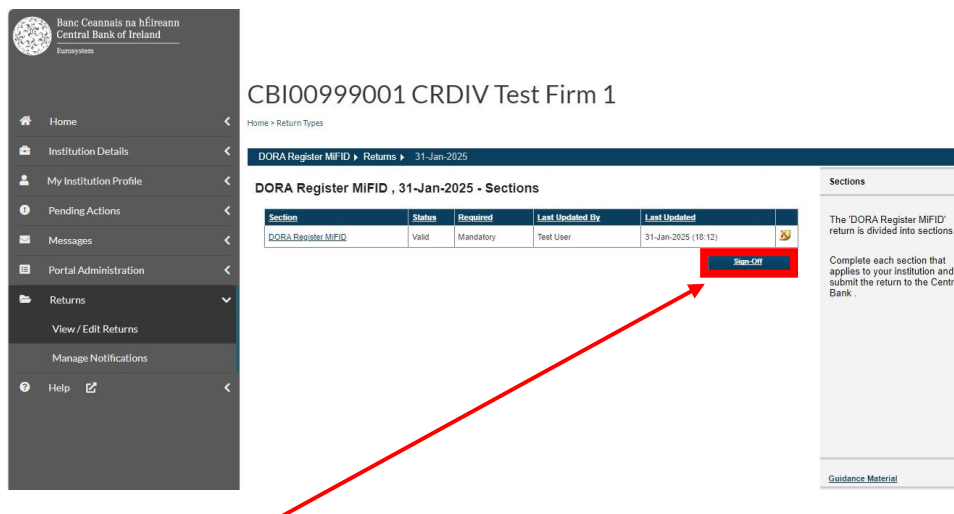 Banc Ceannais na hÉireann
Central Bank of Ireland
Eurosystem
Home
Institution Details
My Institution Profile
Pending Actions
Messages
Portal Administration
Returns
View / Edit Returns
Manage Notifications
Help
CBI00999001 CRDIV Test Firm 1
Home > Return Types
DORA Register MiFID Returns 31-Jan-2025
DORA Register MiFID , 31-Jan-2025 - Sections
Section Status Required Last Updated By Last Updated
DORA Register MiFID Valid Mandatory Test User 31-Jan-2025 (18:12)
Sign-Off
Sections
The 'DORA Register MiFID'
return is divided into sections
Complete each section that
applies to your institution and
submit the return to the Centr
Bank .
Guidance Material